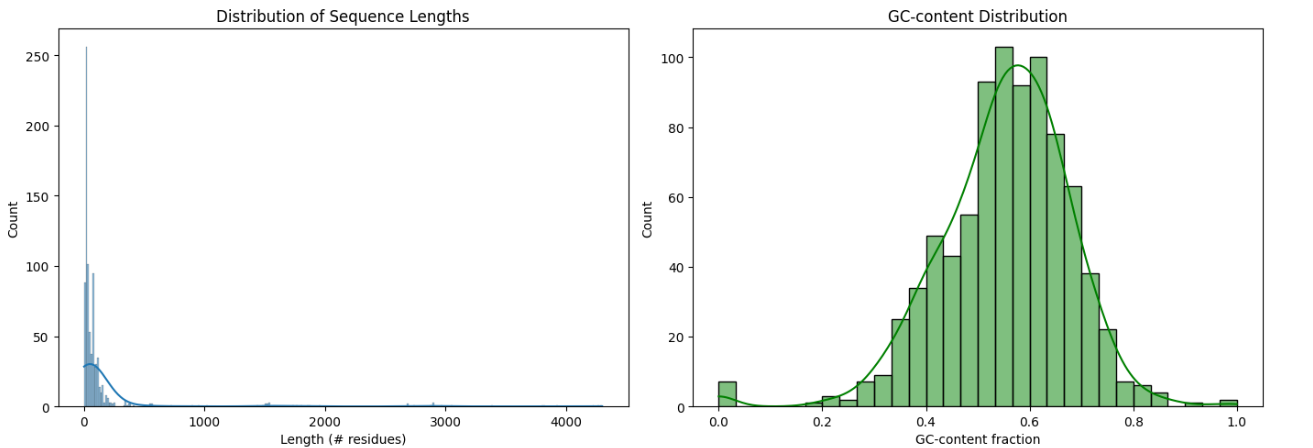 Distribution of Sequence Lengths
Count
250
200
150
100
50
0
0 1000 2000 3000 4000
Length (# residues)
GC-content Distribution
Count
100
80
60
40
20
0
0.0 0.2 0.4 0.6 0.8 1.0
GC-content fraction